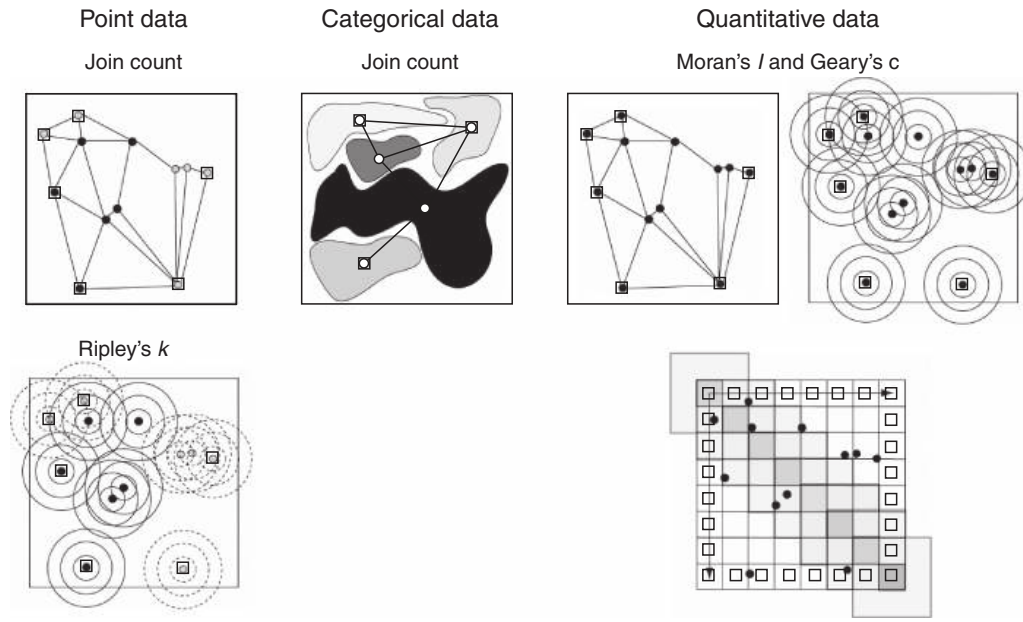 Point data
Categorical data
Quantitative data
Join count
Join count
Moran's I and Geary's c
Ripley's k